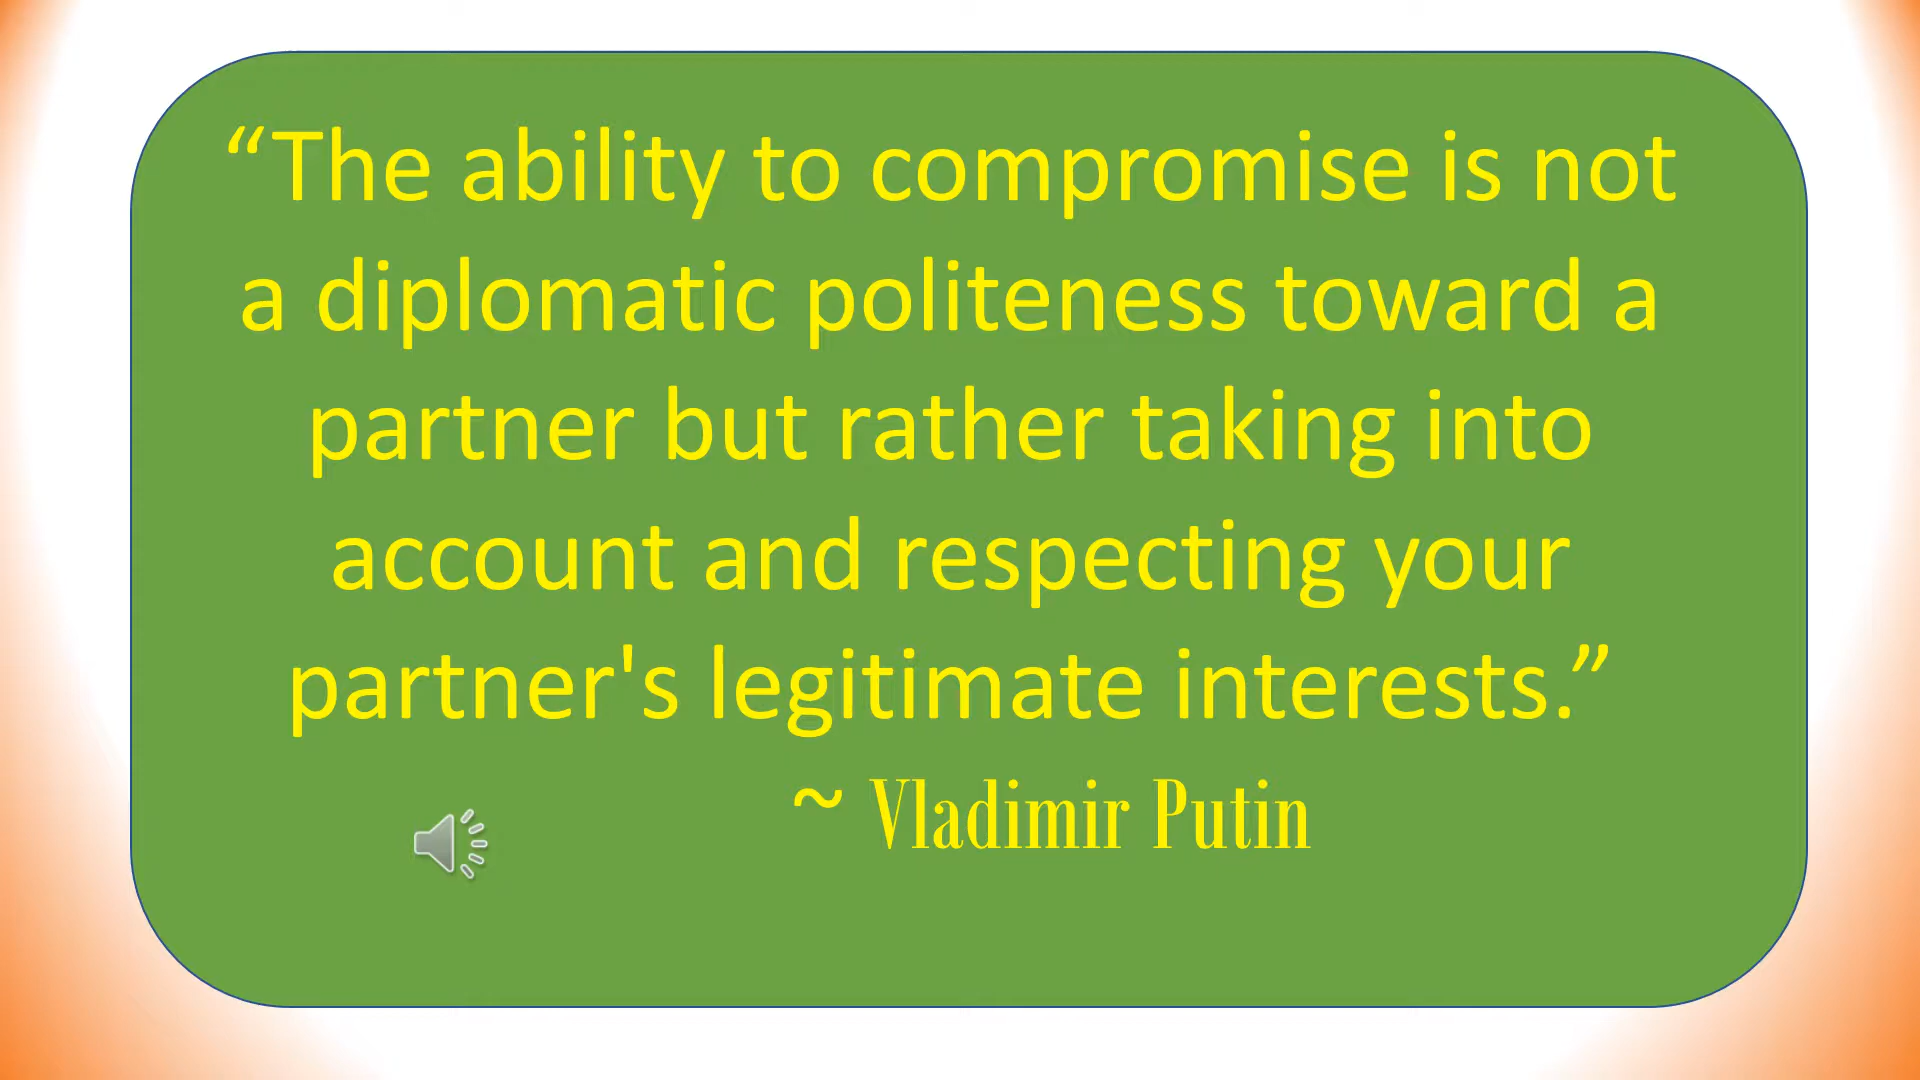 “The ability to compromise is not
a diplomatic politeness toward a
partner but rather taking into
account and respecting your
partner's legitimate interests.”
~ Vladimir Putin